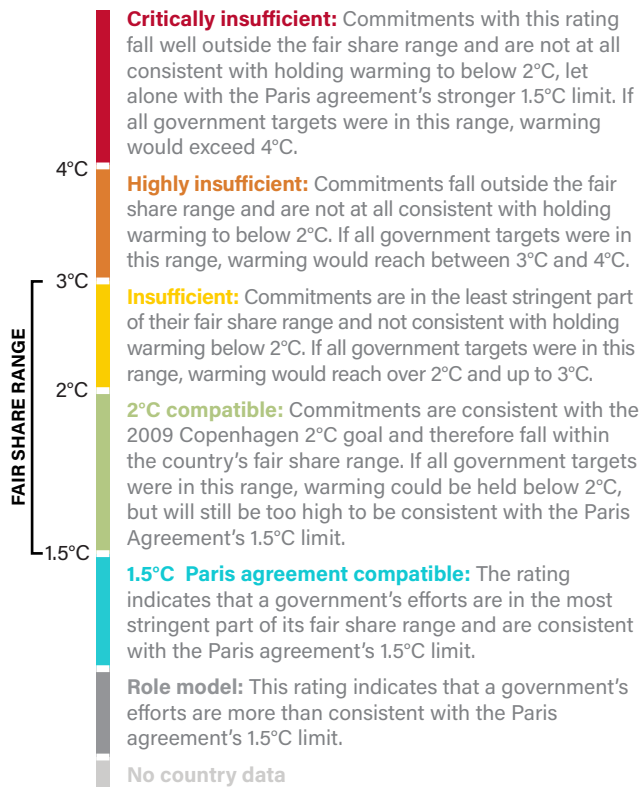 Critically insufficient: Commitments with this rating
fall well outside the fair share range and are not at all
consistent with holding warming to below 2°C, let
alone with the Paris agreement's stronger 1.5°C limit. If
all government targets were in this range, warming
would exceed 4°C.
4°C
Highly insufficient: Commitments fall outside the fair
share range and are not at all consistent with holding
warming to below 2°C. If all government targets were in
this range, warming would reach between 3°C and 4°C.
3°C
Insufficient: Commitments are in the least stringent part
of their fair share range and not consistent with holding
warming below 2°C. If all government targets were in this
range, warming would reach over 2°C and up to 3°C.
2°C
FAIR SHARE RANGE
2°C compatible: Commitments are consistent with the
2009 Copenhagen 2°C goal and therefore fall within
the country's fair share range. If all government targets
were in this range, warming could be held below 2°C,
but will still be too high to be consistent with the Paris
Agreement's 1.5°C limit.
1.5°C
1.5°C Paris agreement compatible: The rating
indicates that a government's efforts are in the most
stringent part of its fair share range and are consistent
with the Paris agreement's 1.5°C limit.
Role model: This rating indicates that a government's
efforts are more than consistent with the Paris
agreement's 1.5°C limit.
No country data